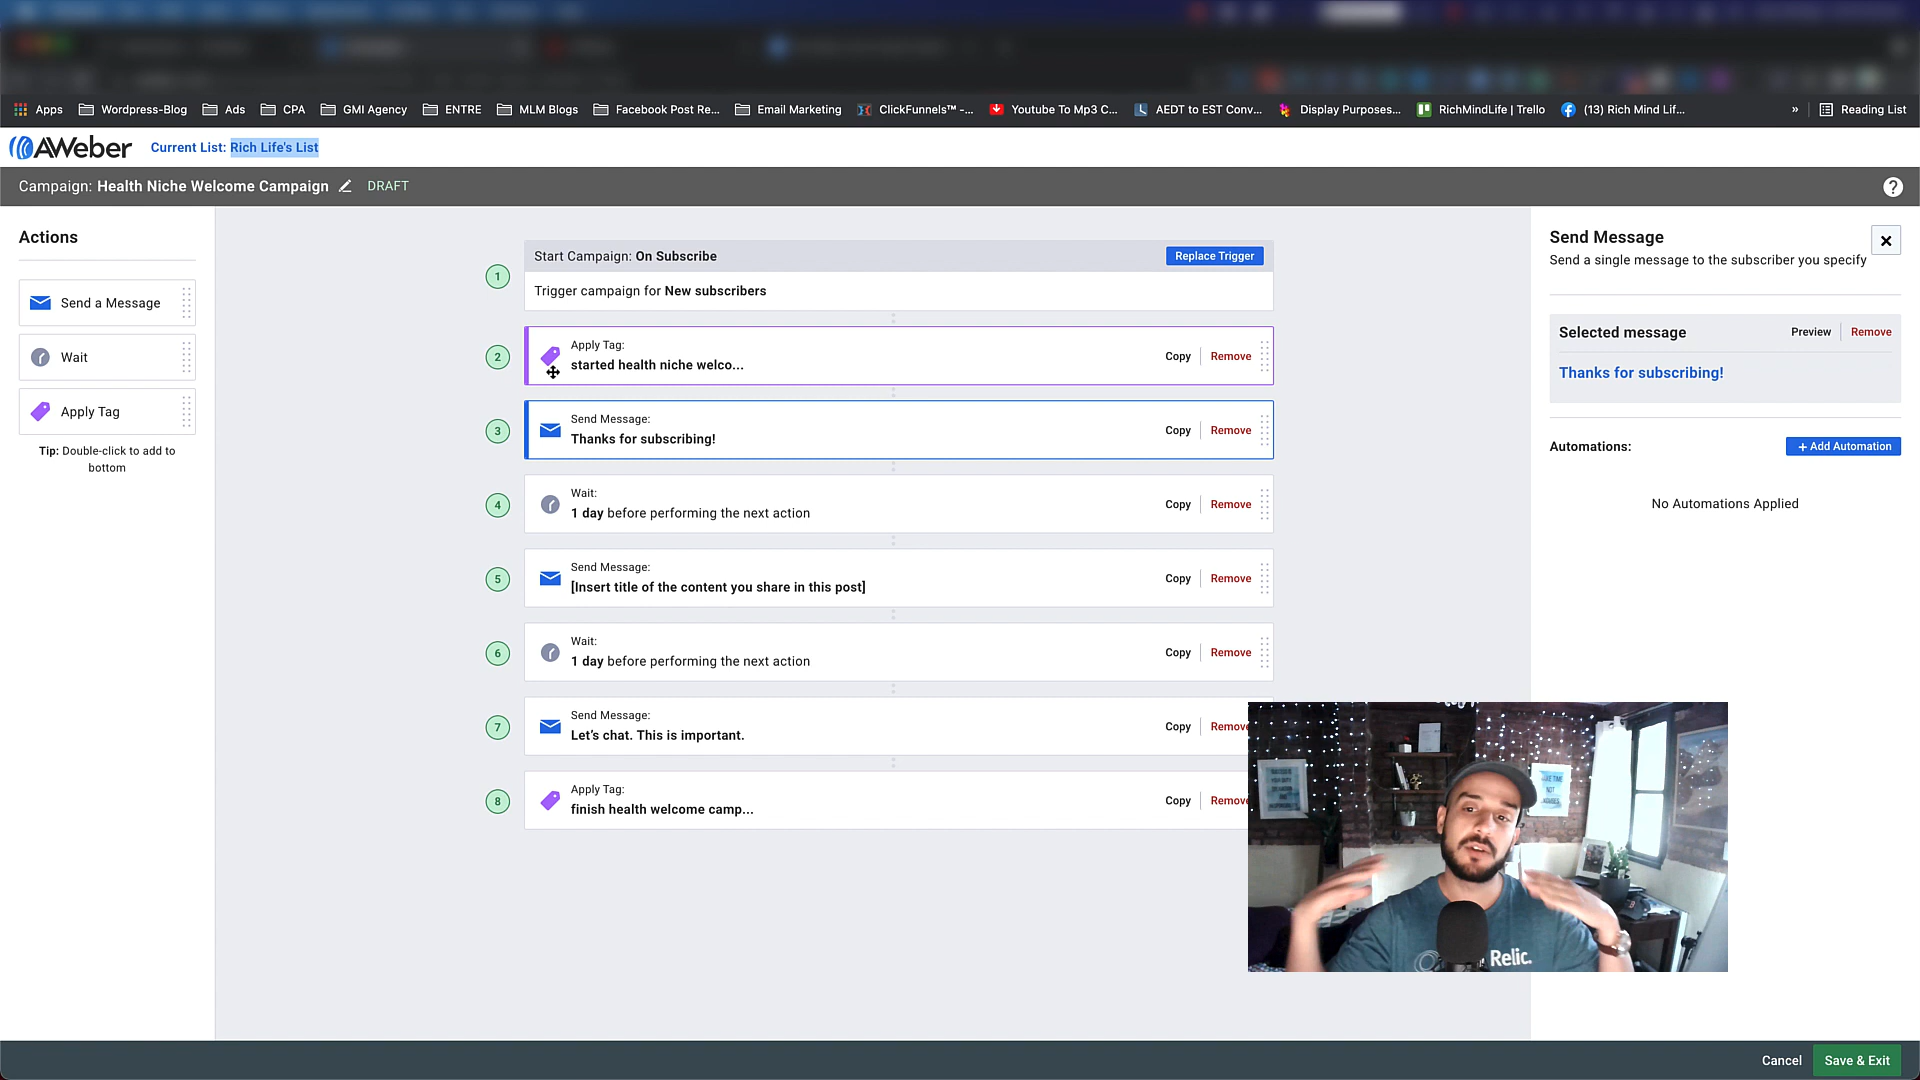 Apps
Wordpress-Blog
Ads
CPA
GMI Agency
ENTRE
MLM Blogs
Facebook Post Re...
Email Marketing
ClickFunnels™ -...
Youtube To Mp3 C...
AEDT to EST Conv...
Display Purposes...
RichMindLife | Trello
(13) Rich Mind Lif...
»
Reading List
AWeber
Current List: Rich Life's List
Campaign: Health Niche Welcome Campaign
DRAFT
?
Actions
Send a Message
Wait
Apply Tag
Tip: Double-click to add to
bottom
1
Start Campaign: On Subscribe
Replace Trigger
Trigger campaign for New subscribers
2
Apply Tag:
started health niche welco...
Copy
Remove
3
Send Message:
Thanks for subscribing!
Copy
Remove
4
Wait:
1 day before performing the next action
Copy
Remove
5
Send Message:
[Insert title of the content you share in this post]
Copy
Remove
6
Wait:
1 day before performing the next action
Copy
Remove
7
Send Message:
Let's chat. This is important.
Copy
Remove
8
Apply Tag:
finish health welcome camp...
Copy
Remove
Send Message
Send a single message to the subscriber you specify
Selected message
Preview
Remove
Thanks for subscribing!
Automations:
+ Add Automation
No Automations Applied
Relic.
Cancel
Save & Exit